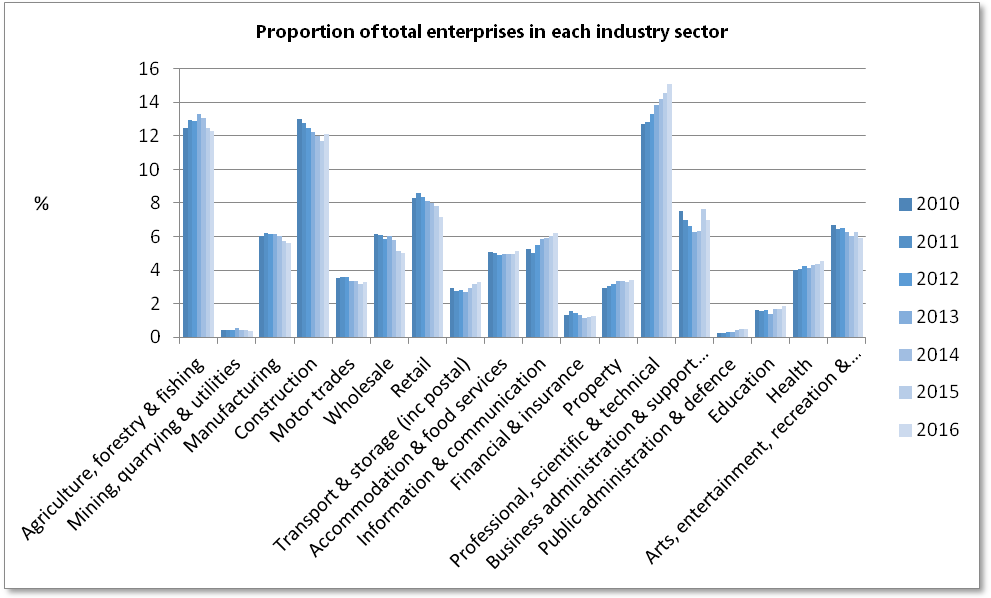 Proportion of total enterprises in each industry sector
16
14
12
10
8
6
4
2
0
%
Agriculture, forestry & fishing
Mining, quarrying & utilities
Manufacturing
Construction
Motor trades
Wholesale
Retail
Transport & storage (inc postal)
Accommodation & food services
Information & communication
Financial & insurance
Property
Professional, scientific & technical
Business administration & support...
Public administration & defence
Education
Health
Arts, entertainment, recreation &...
2010
2011
2012
2013
2014
2015
2016